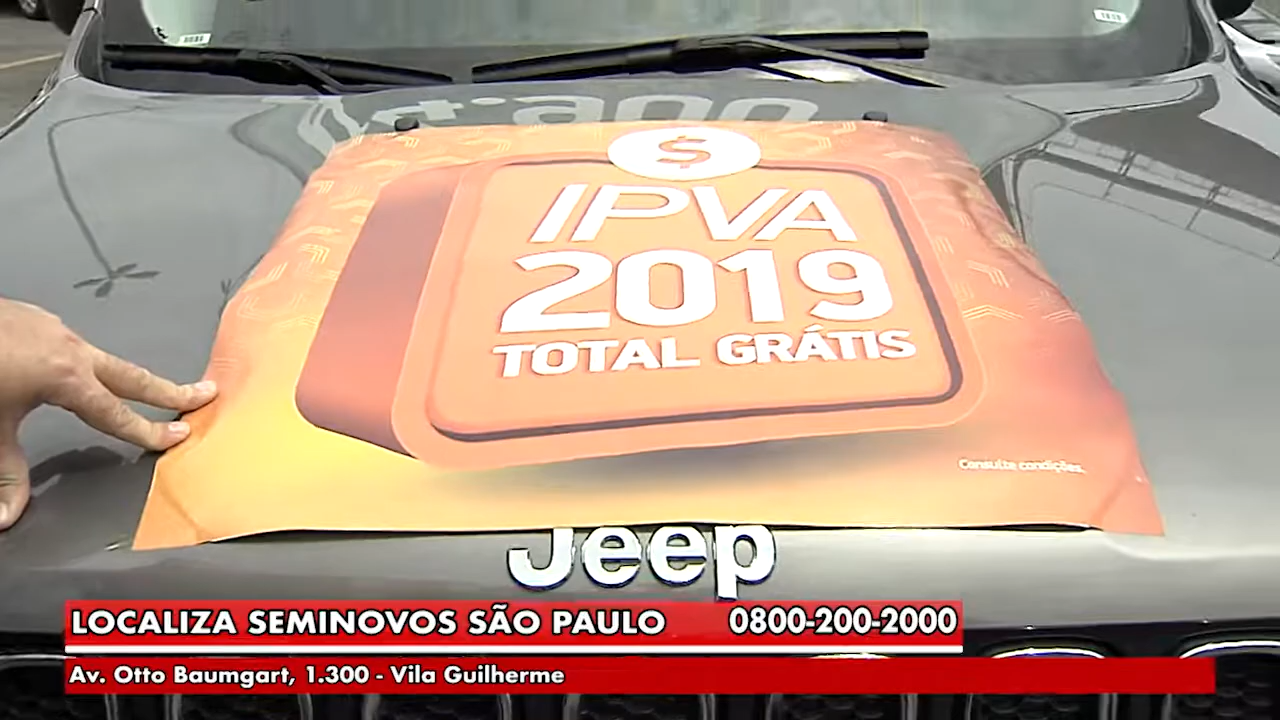 $
IPVA
2019
TOTAL GRÁTIS
Consulte condições.
Jeep
LOCALIZA SEMINOVOS SÃO PAULO 0800-200-2000
Av. Otto Baumgart, 1.300 - Vila Guilherme